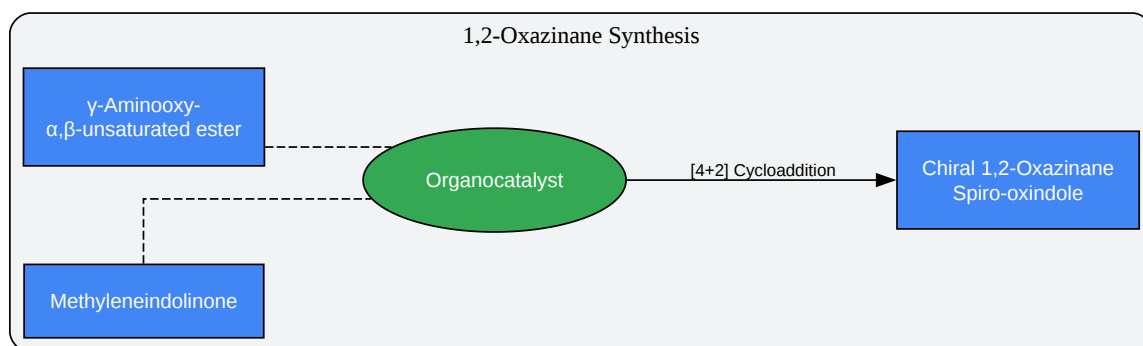 1,2-Oxazinane Synthesis
γ-Aminooxy-
α,β-unsaturated ester
Organocatalyst
[4+2] Cycloaddition
Chiral 1,2-Oxazinane
Spiro-oxindole
Methyleneindolinone